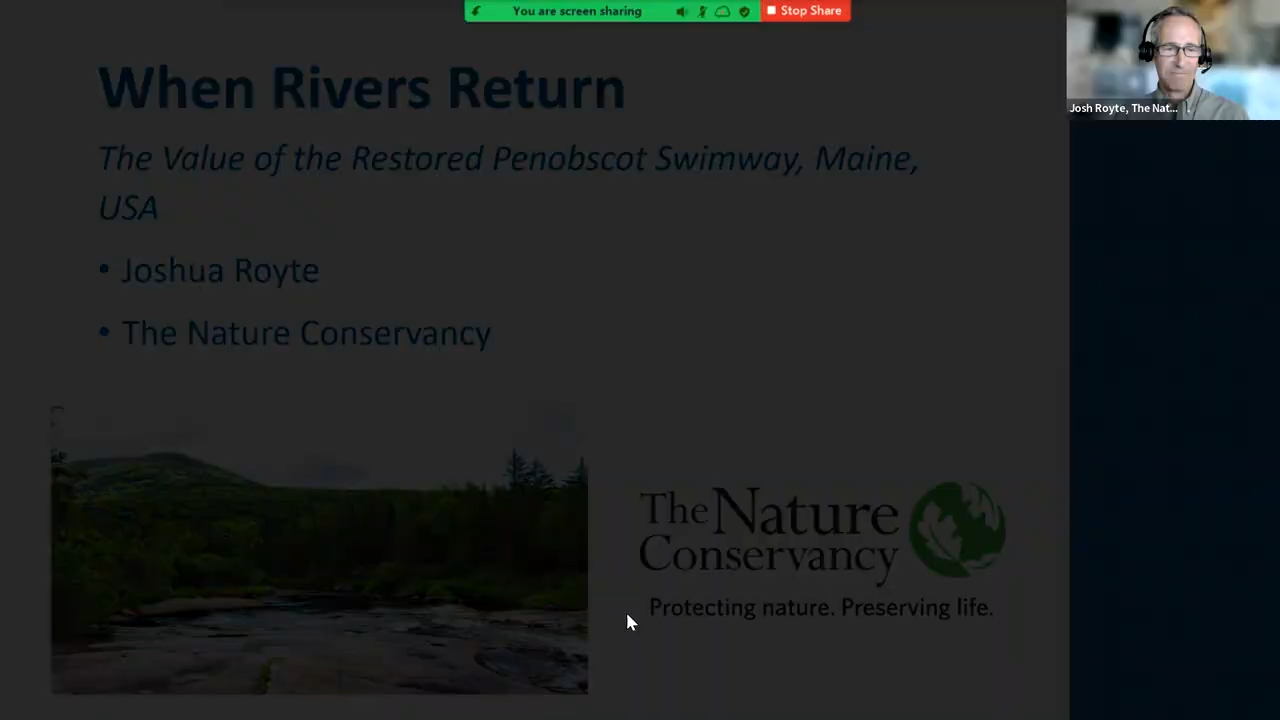 You are screen sharing
Stop Share
Josh Royte, The Nat...
When Rivers Return
The Value of the Restored Penobscot Swimway, Maine,
USA
• Joshua Royte
• The Nature Conservancy
The Nature
Conservancy
Protecting nature. Preserving life.